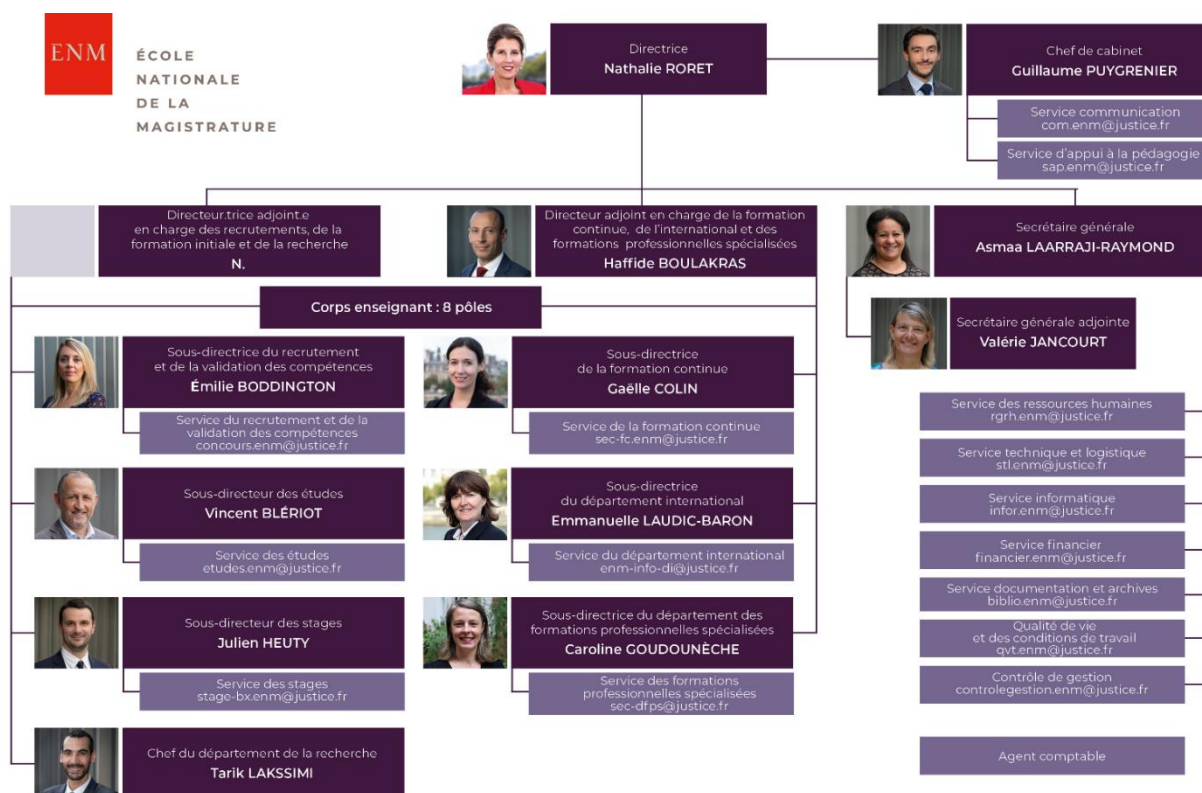 ENM
ÉCOLE
NATIONALE
DE LA
MAGISTRATURE
Directrice
Nathalie RORET
Chef de cabinet
Guillaume PUYGRENIER
Service communication
com.enm@justice.fr
Service d'appui à la pédagogie
sap.enm@justice.fr
Directeur.trice adjoint.e
en charge des recrutements, de la
formation initiale et de la recherche
N.
Directeur adjoint en charge de la formation
continue, de l'international et des
formations professionnelles spécialisées
Haffide BOULAKRAS
Secrétaire générale
Asmaa LAARRAJI-RAYMOND
Secrétaire générale adjointe
Valérie JANCOURT
Corps enseignant : 8 pôles
Sous-directrice du recrutement
et de la validation des compétences
Émilie BODDINGTON
Service du recrutement et de la
validation des compétences
concours.enm@justice.fr
Sous-directeur des études
Vincent BLÉRIOT
Service des études
etudes.enm@justice.fr
Sous-directeur des stages
Julien HEUTY
Service des stages
stage-bx.enm@justice.fr
Chef du département de la recherche
Tarik LAKSSIMI
Sous-directrice
de la formation continue
Gaëlle COLIN
Service de la formation continue
sec-fc.enm@justice.fr
Sous-directrice
du département international
Emmanuelle LAUDIC-BARON
Service du département international
enm-info-di@justice.fr
Sous-directrice du département des
formations professionnelles spécialisées
Caroline GOUDOUNÈCHE
Service des formations
professionnelles spécialisées
sec-dfps@justice.fr
Service des ressources humaines
rgrh.enm@justice.fr
Service technique et logistique
stl.enm@justice.fr
Service informatique
infor.enm@justice.fr
Service financier
financier.enm@justice.fr
Service documentation et archives
biblio.enm@justice.fr
Qualité de vie
et des conditions de travail
qvt.enm@justice.fr
Contrôle de gestion
controlegestion.enm@justice.fr
Agent comptable